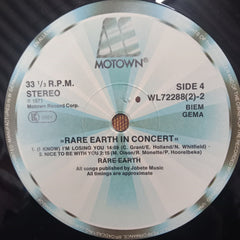 MOTOWN®
33 1/3 R.P.M.
STEREO
℗ 1971
Motown Record Corp.
SIDE 4
WL72288(2)-2
BIEM
GEMA
»RARE EARTH IN CONCERT«
1. (I KNOW) I'M LOSING YOU 14:09 (C. Grant/E. Holland/N. Whitfield) ·
5. NICE TO BE WITH YOU 2:15 (M. Olson/R. Monette/P. Hoorelbeke)
RARE EARTH
All songs published by Jobete Music
All timings are approximate